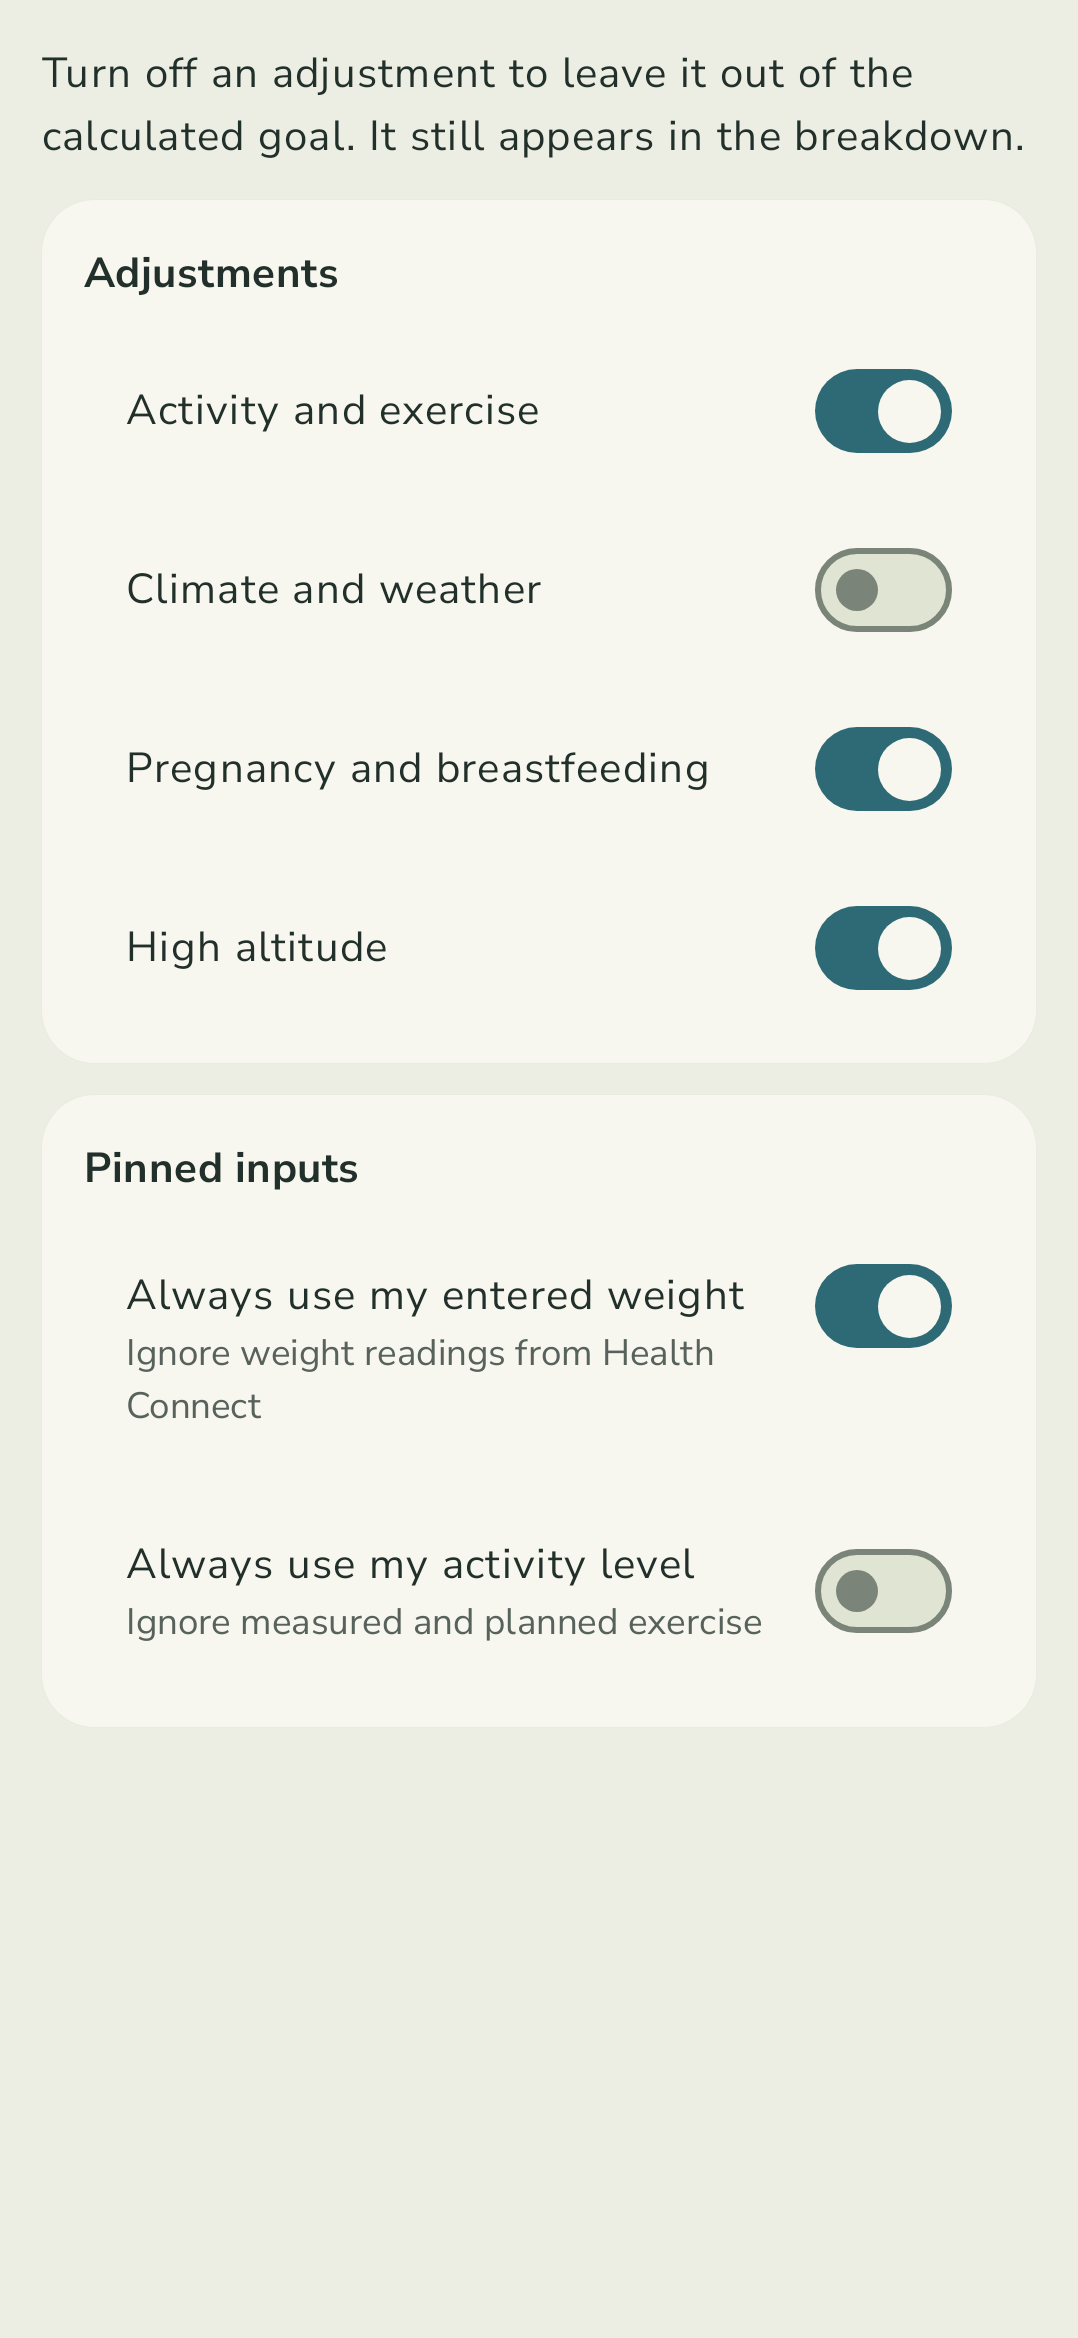 Turn off an adjustment to leave it out of the
calculated goal. It still appears in the breakdown.
Adjustments
Activity and exercise
Climate and weather
Pregnancy and breastfeeding
High altitude
Pinned inputs
Always use my entered weight
Ignore weight readings from Health
Connect
Always use my activity level
Ignore measured and planned exercise